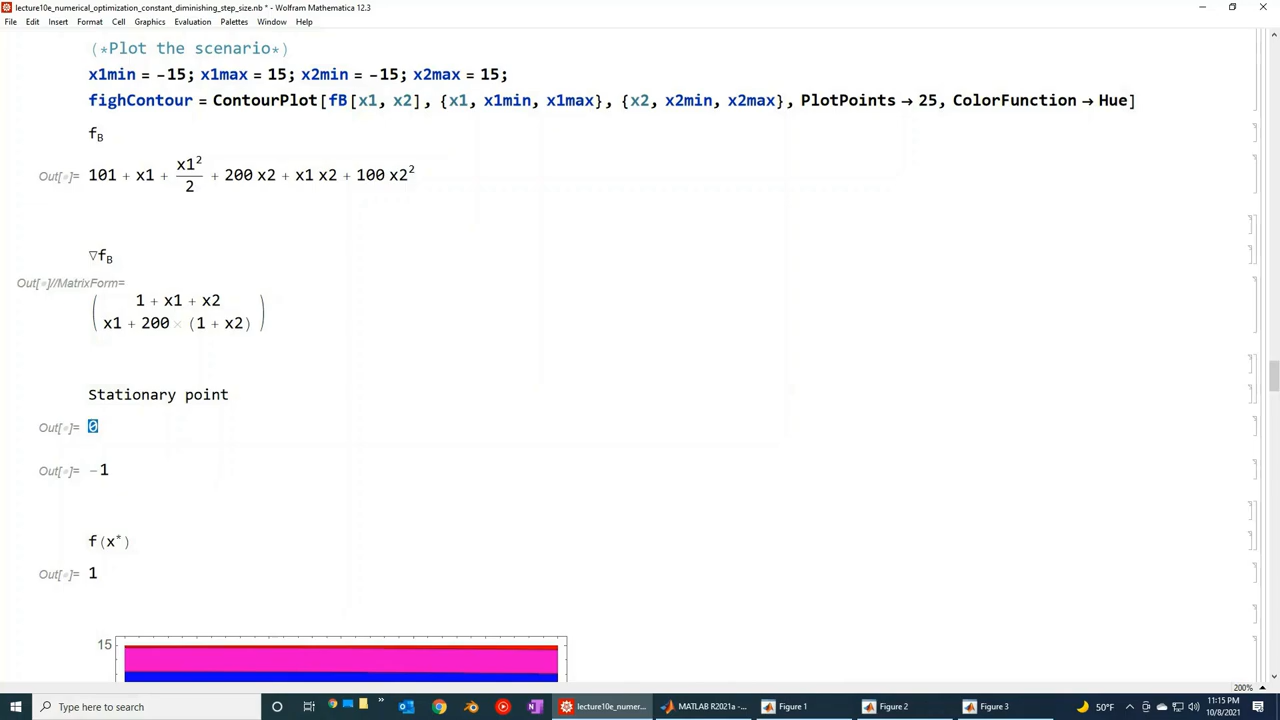 lecture10e_numerical_optimization_constant_diminishing_step_size.nb * - Wolfram Mathematica 12.3
File Edit Insert Format Cell Graphics Evaluation Palettes Window Help
(*Plot the scenario*)
x1min = -15; x1max = 15; x2min = -15; x2max = 15;
fighContour = ContourPlot[fB[x1, x2], {x1, x1min, x1max}, {x2, x2min, x2max}, PlotPoints → 25, ColorFunction → Hue]
f_B
Out[•]= 101 + x1 + x1²/2 + 200 x2 + x1 x2 + 100 x2²
∇f_B
Out[•]//MatrixForm=
1 + x1 + x2
x1 + 200 × (1 + x2)
Stationary point
Out[•]= 0
Out[•]= -1
f(x*)
Out[•]= 1
15
200%
Type here to search
lecture10e_numer...
MATLAB R2021a -...
Figure 1
Figure 2
Figure 3
50°F
11:15 PM
10/8/2021